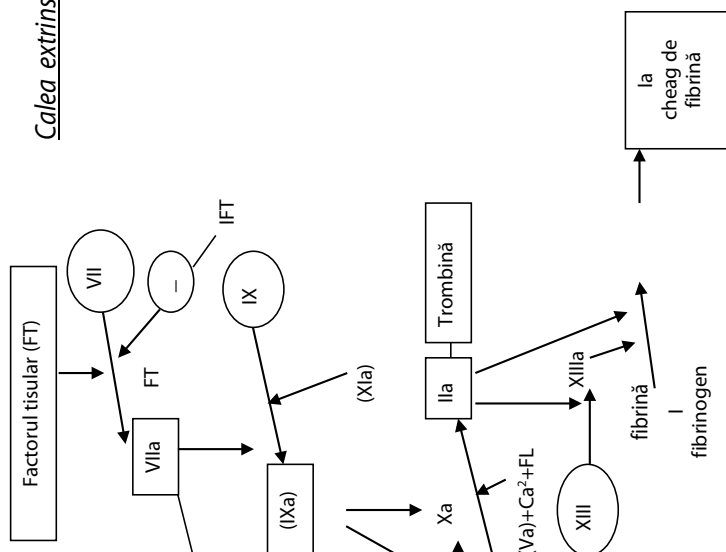 Calea extrins
Factorul tisular (FT)
VII
–
IFT
FT
VIIa
IX
(XIa)
(IXa)
Xa
(Va)+Ca²+FL
Trombină
IIa
XIIIa
XIII
fibrină
I
fibrinogen
Ia
cheag de
fibrină